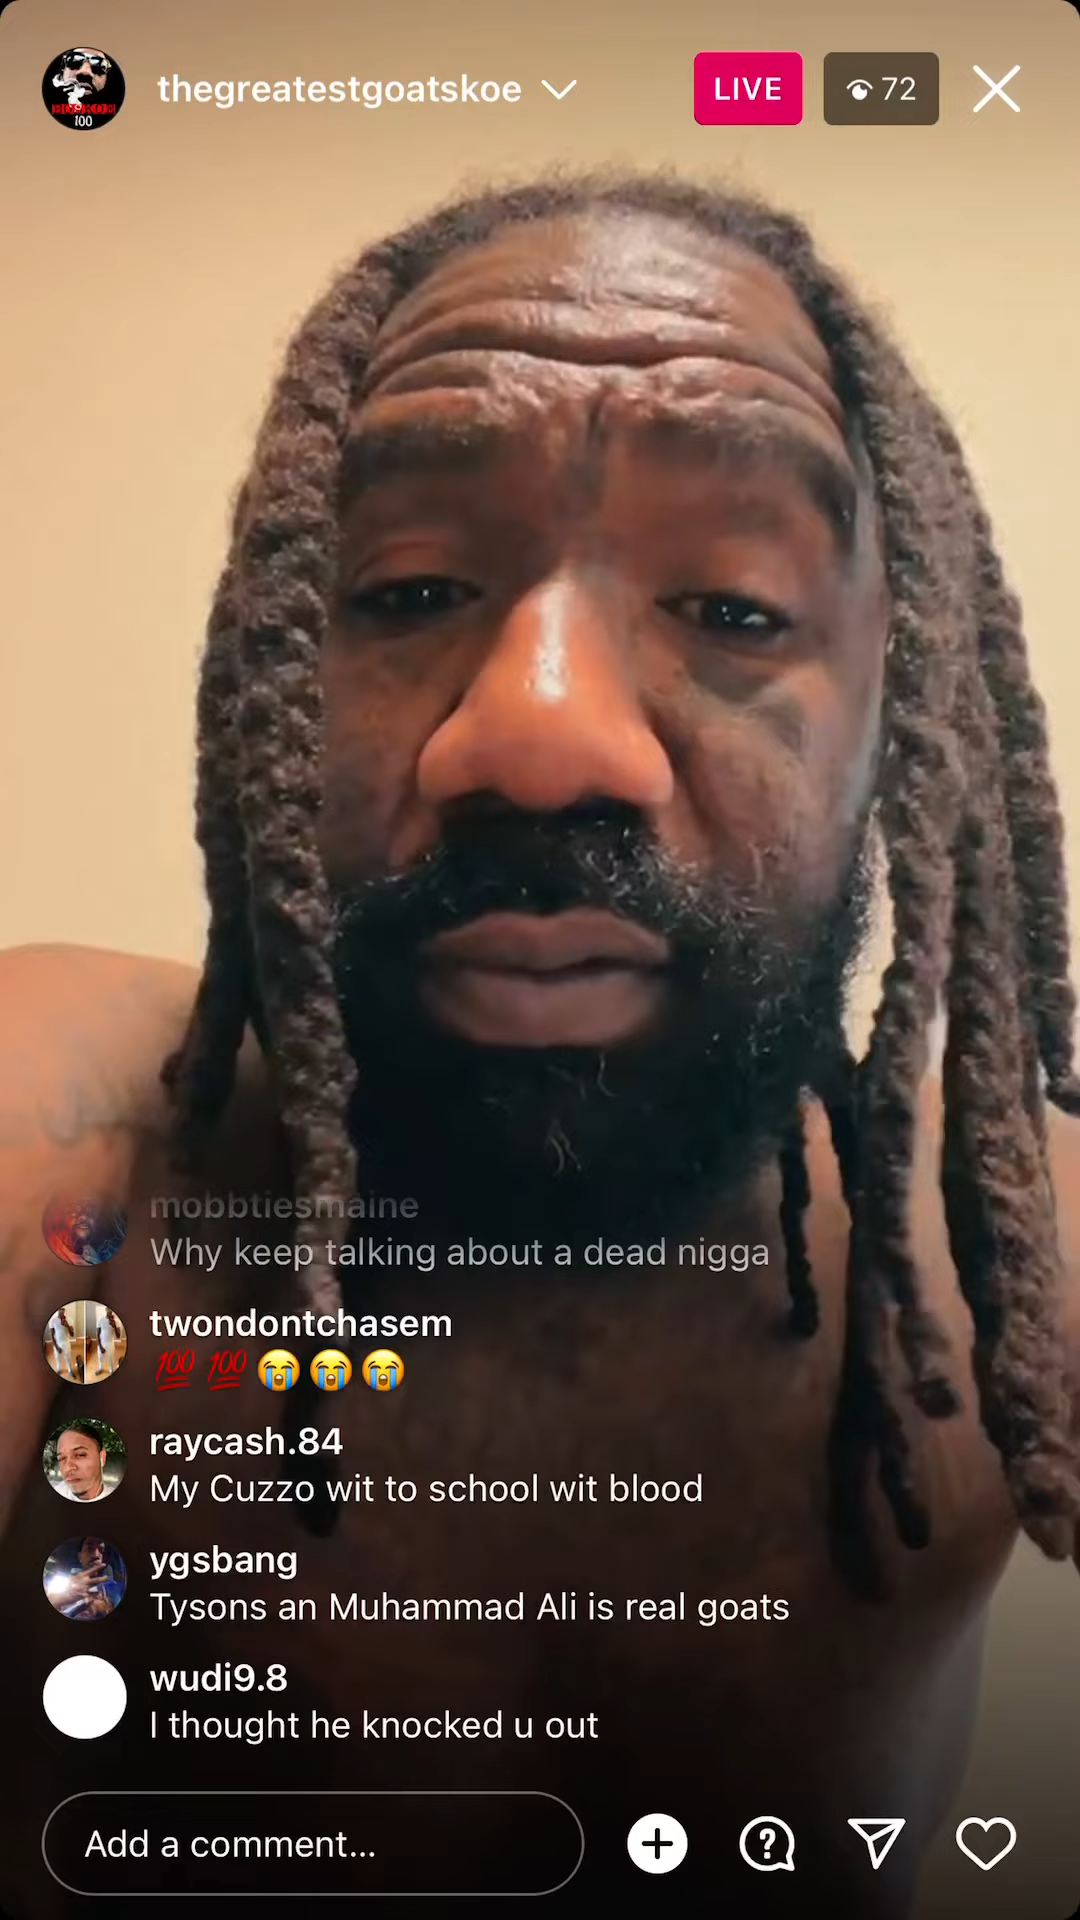 thegreatestgoatskoe
LIVE
72
100
mobbtiesmaine
Why keep talking about a dead nigga
twondontchasem
💯💯😭😭😭
raycash.84
My Cuzzo wit to school wit blood
ygsbang
Tysons an Muhammad Ali is real goats
wudi9.8
I thought he knocked u out
Add a comment...